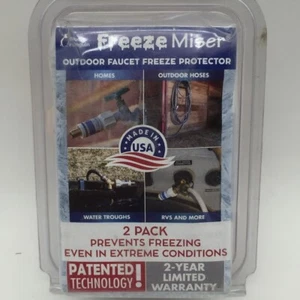 Freeze Miser
OUTDOOR FAUCET FREEZE PROTECTOR
HOMES
OUTDOOR HOSES
MADE IN
USA
WATER TROUGHS
RVS AND MORE
2 PACK
PREVENTS FREEZING
EVEN IN EXTREME CONDITIONS
PATENTED
TECHNOLOGY!
2-YEAR
LIMITED
WARRANTY